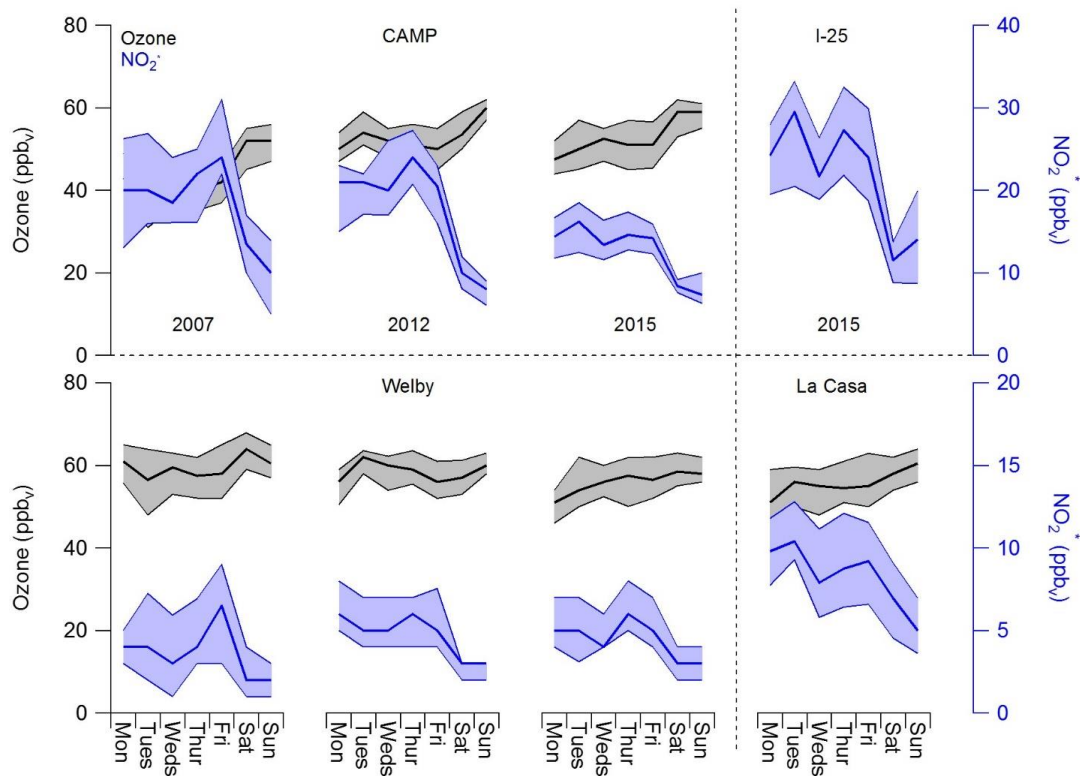 80
60
40
20
0
Ozone (ppbv)
Ozone
NO2*
CAMP
I-25
2007
2012
2015
2015
40
30
20
10
0
NO2* (ppbv)
80
60
40
20
0
Ozone (ppbv)
Welby
La Casa
20
15
10
5
0
NO2* (ppbv)
Mon
Tues
Weds
Thur
Fri
Sat
Sun
Mon
Tues
Weds
Thur
Fri
Sat
Sun
Mon
Tues
Weds
Thur
Fri
Sat
Sun
Mon
Tues
Weds
Thur
Fri
Sat
Sun